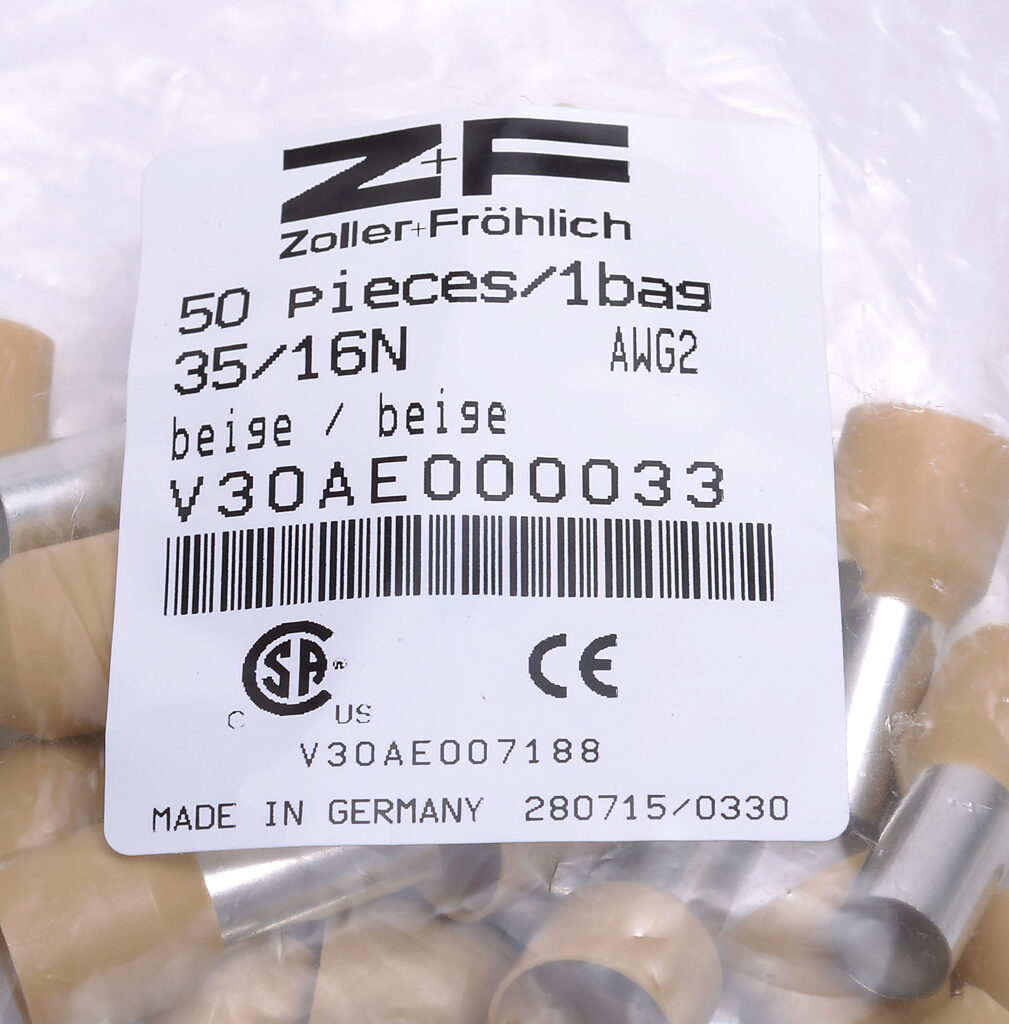 Z+F
Zoller+Fröhlich
50 pieces/1bag
35/16N AWG2
beige / beige
V30AE000033
CSA®
C US
CE
V30AE007188
MADE IN GERMANY 280715/0330